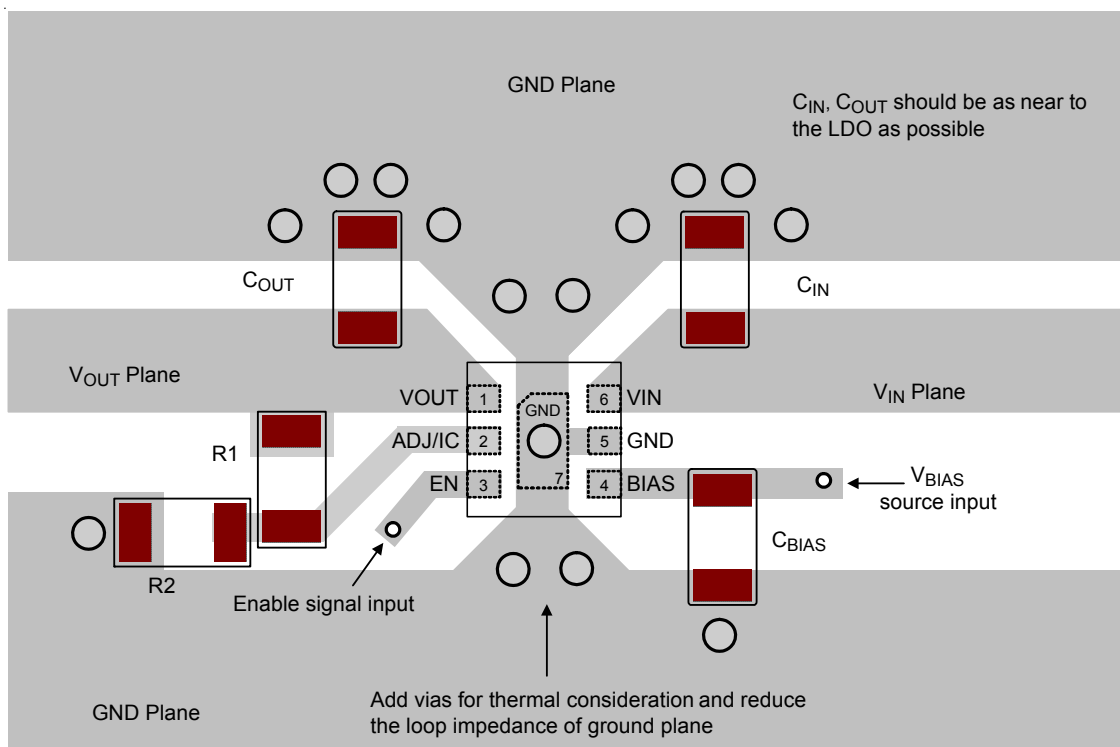 GND Plane
CIN, COUT should be as near to
the LDO as possible
COUT
CIN
VOUT Plane
VIN Plane
VOUT
1
GND
6
VIN
R1
ADJ/IC
2
5
GND
EN
3
7
4
BIAS
VBIAS
source input
CBIAS
R2
Enable signal input
Add vias for thermal consideration and reduce
the loop impedance of ground plane
GND Plane